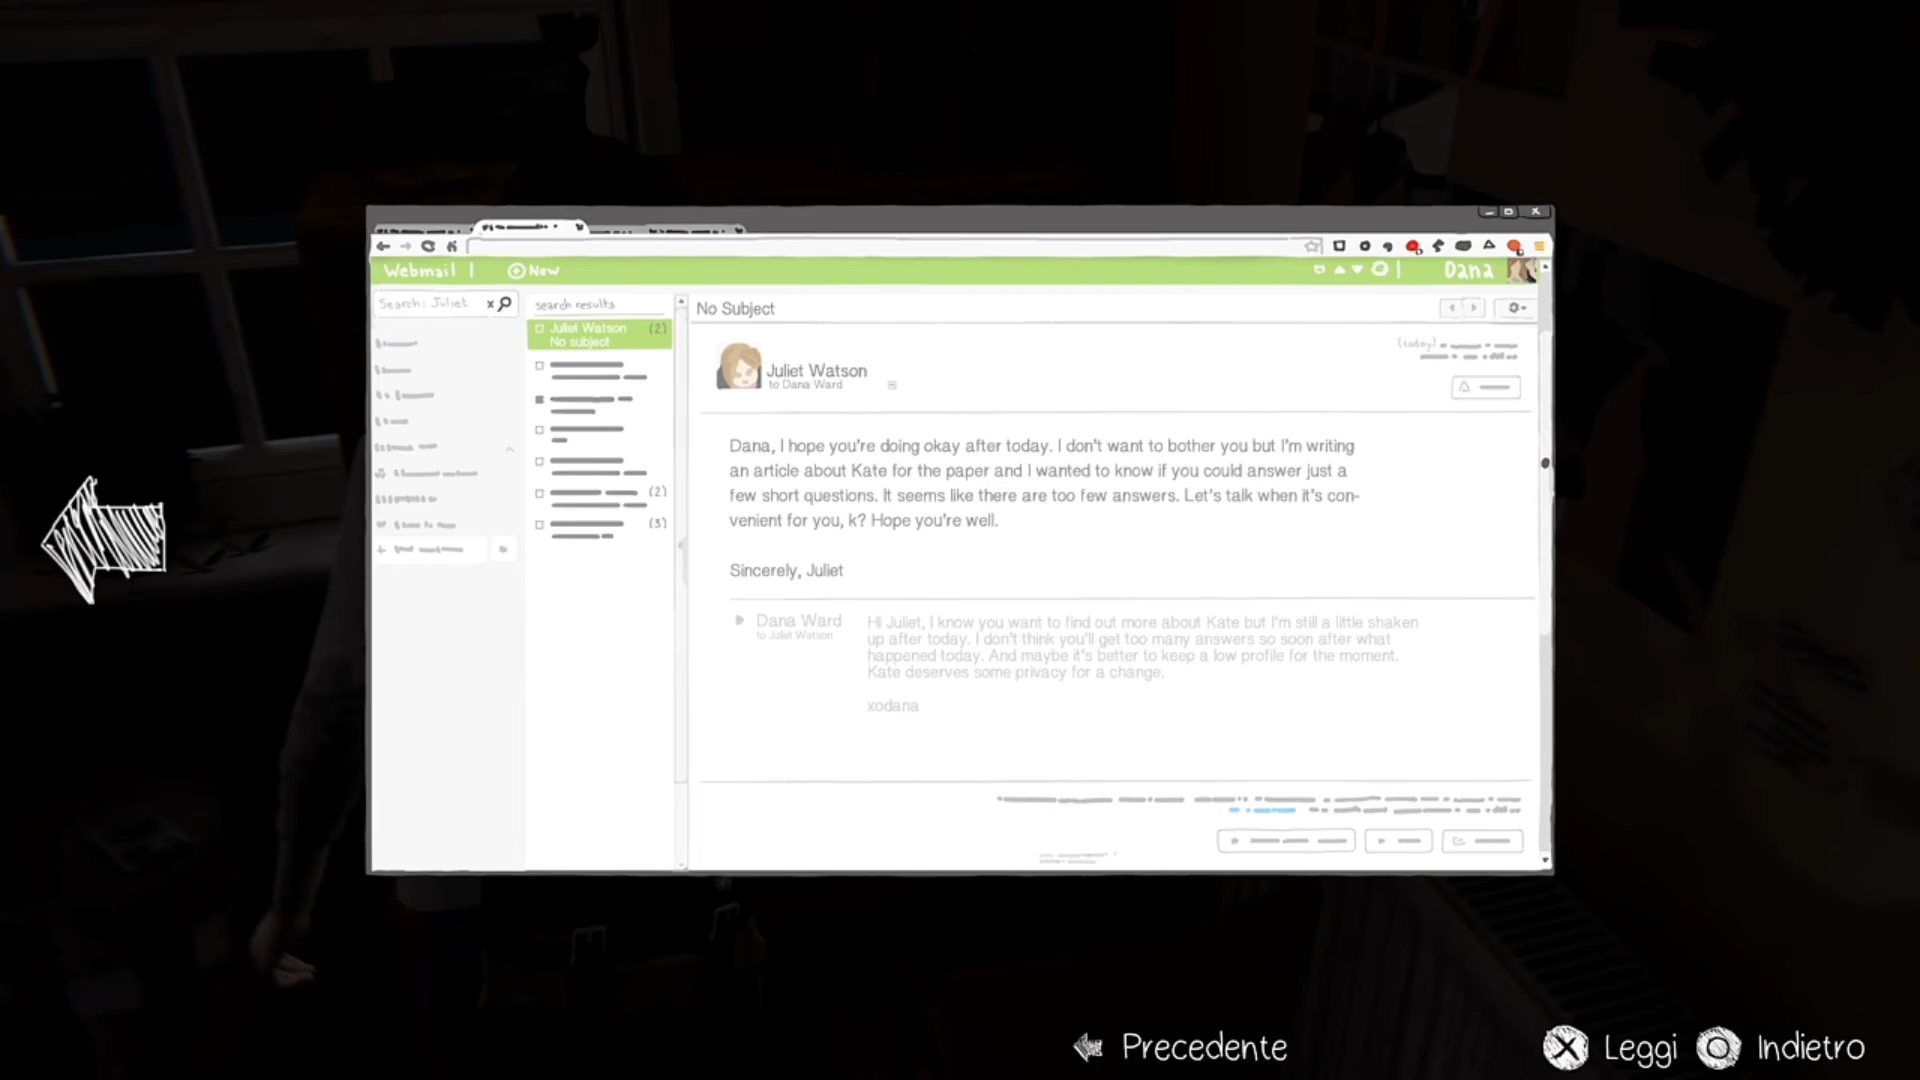 Webmail |
New
Dana
Search: Juliet x
search results
Juliet Watson (2)
No subject
(2)
(3)
No Subject
(today)
Juliet Watson
to Dana Ward
Dana, I hope you're doing okay after today. I don't want to bother you but I'm writing
an article about Kate for the paper and I wanted to know if you could answer just a
few short questions. It seems like there are too few answers. Let's talk when it's con-
venient for you, k? Hope you're well.
Sincerely, Juliet
Dana Ward
to Juliet Watson
Hi Juliet, I know you want to find out more about Kate but I'm still a little shaken
up after today. I don't think you'll get too many answers so soon after what
happened today. And maybe it's better to keep a low profile for the moment.
Kate deserves some privacy for a change.
xodana
Precedente
Leggi
Indietro